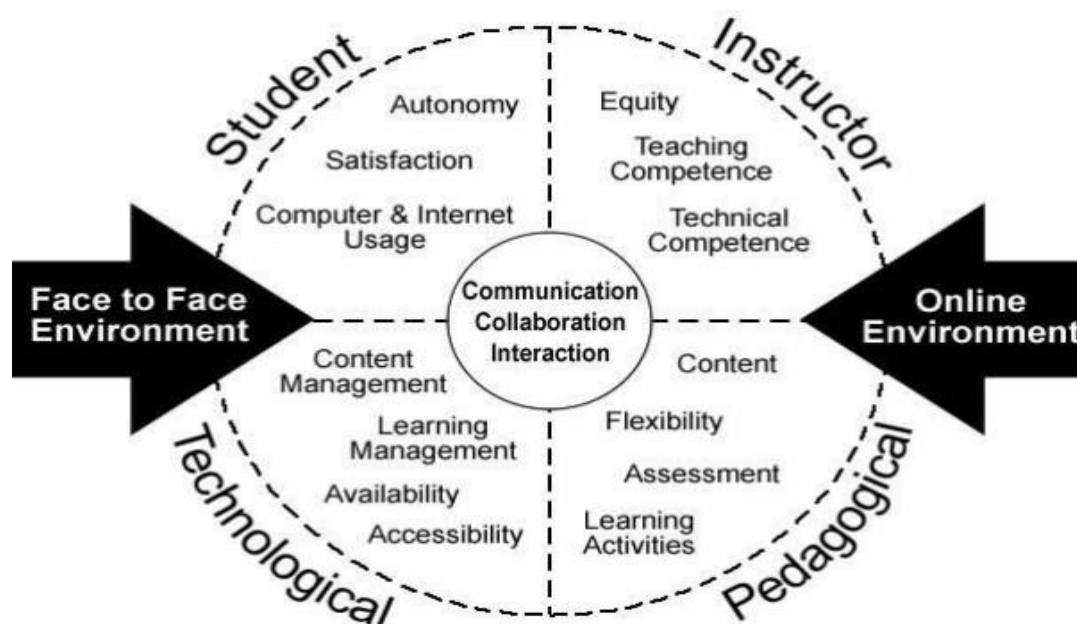 Student
Instructor
Autonomy
Satisfaction
Computer & Internet
Usage
Equity
Teaching
Competence
Technical
Competence
Face to Face
Environment
Communication
Collaboration
Interaction
Online
Environment
Content
Management
Learning
Management
Availability
Accessibility
Content
Flexibility
Assessment
Learning
Activities
Technological
Pedagogical